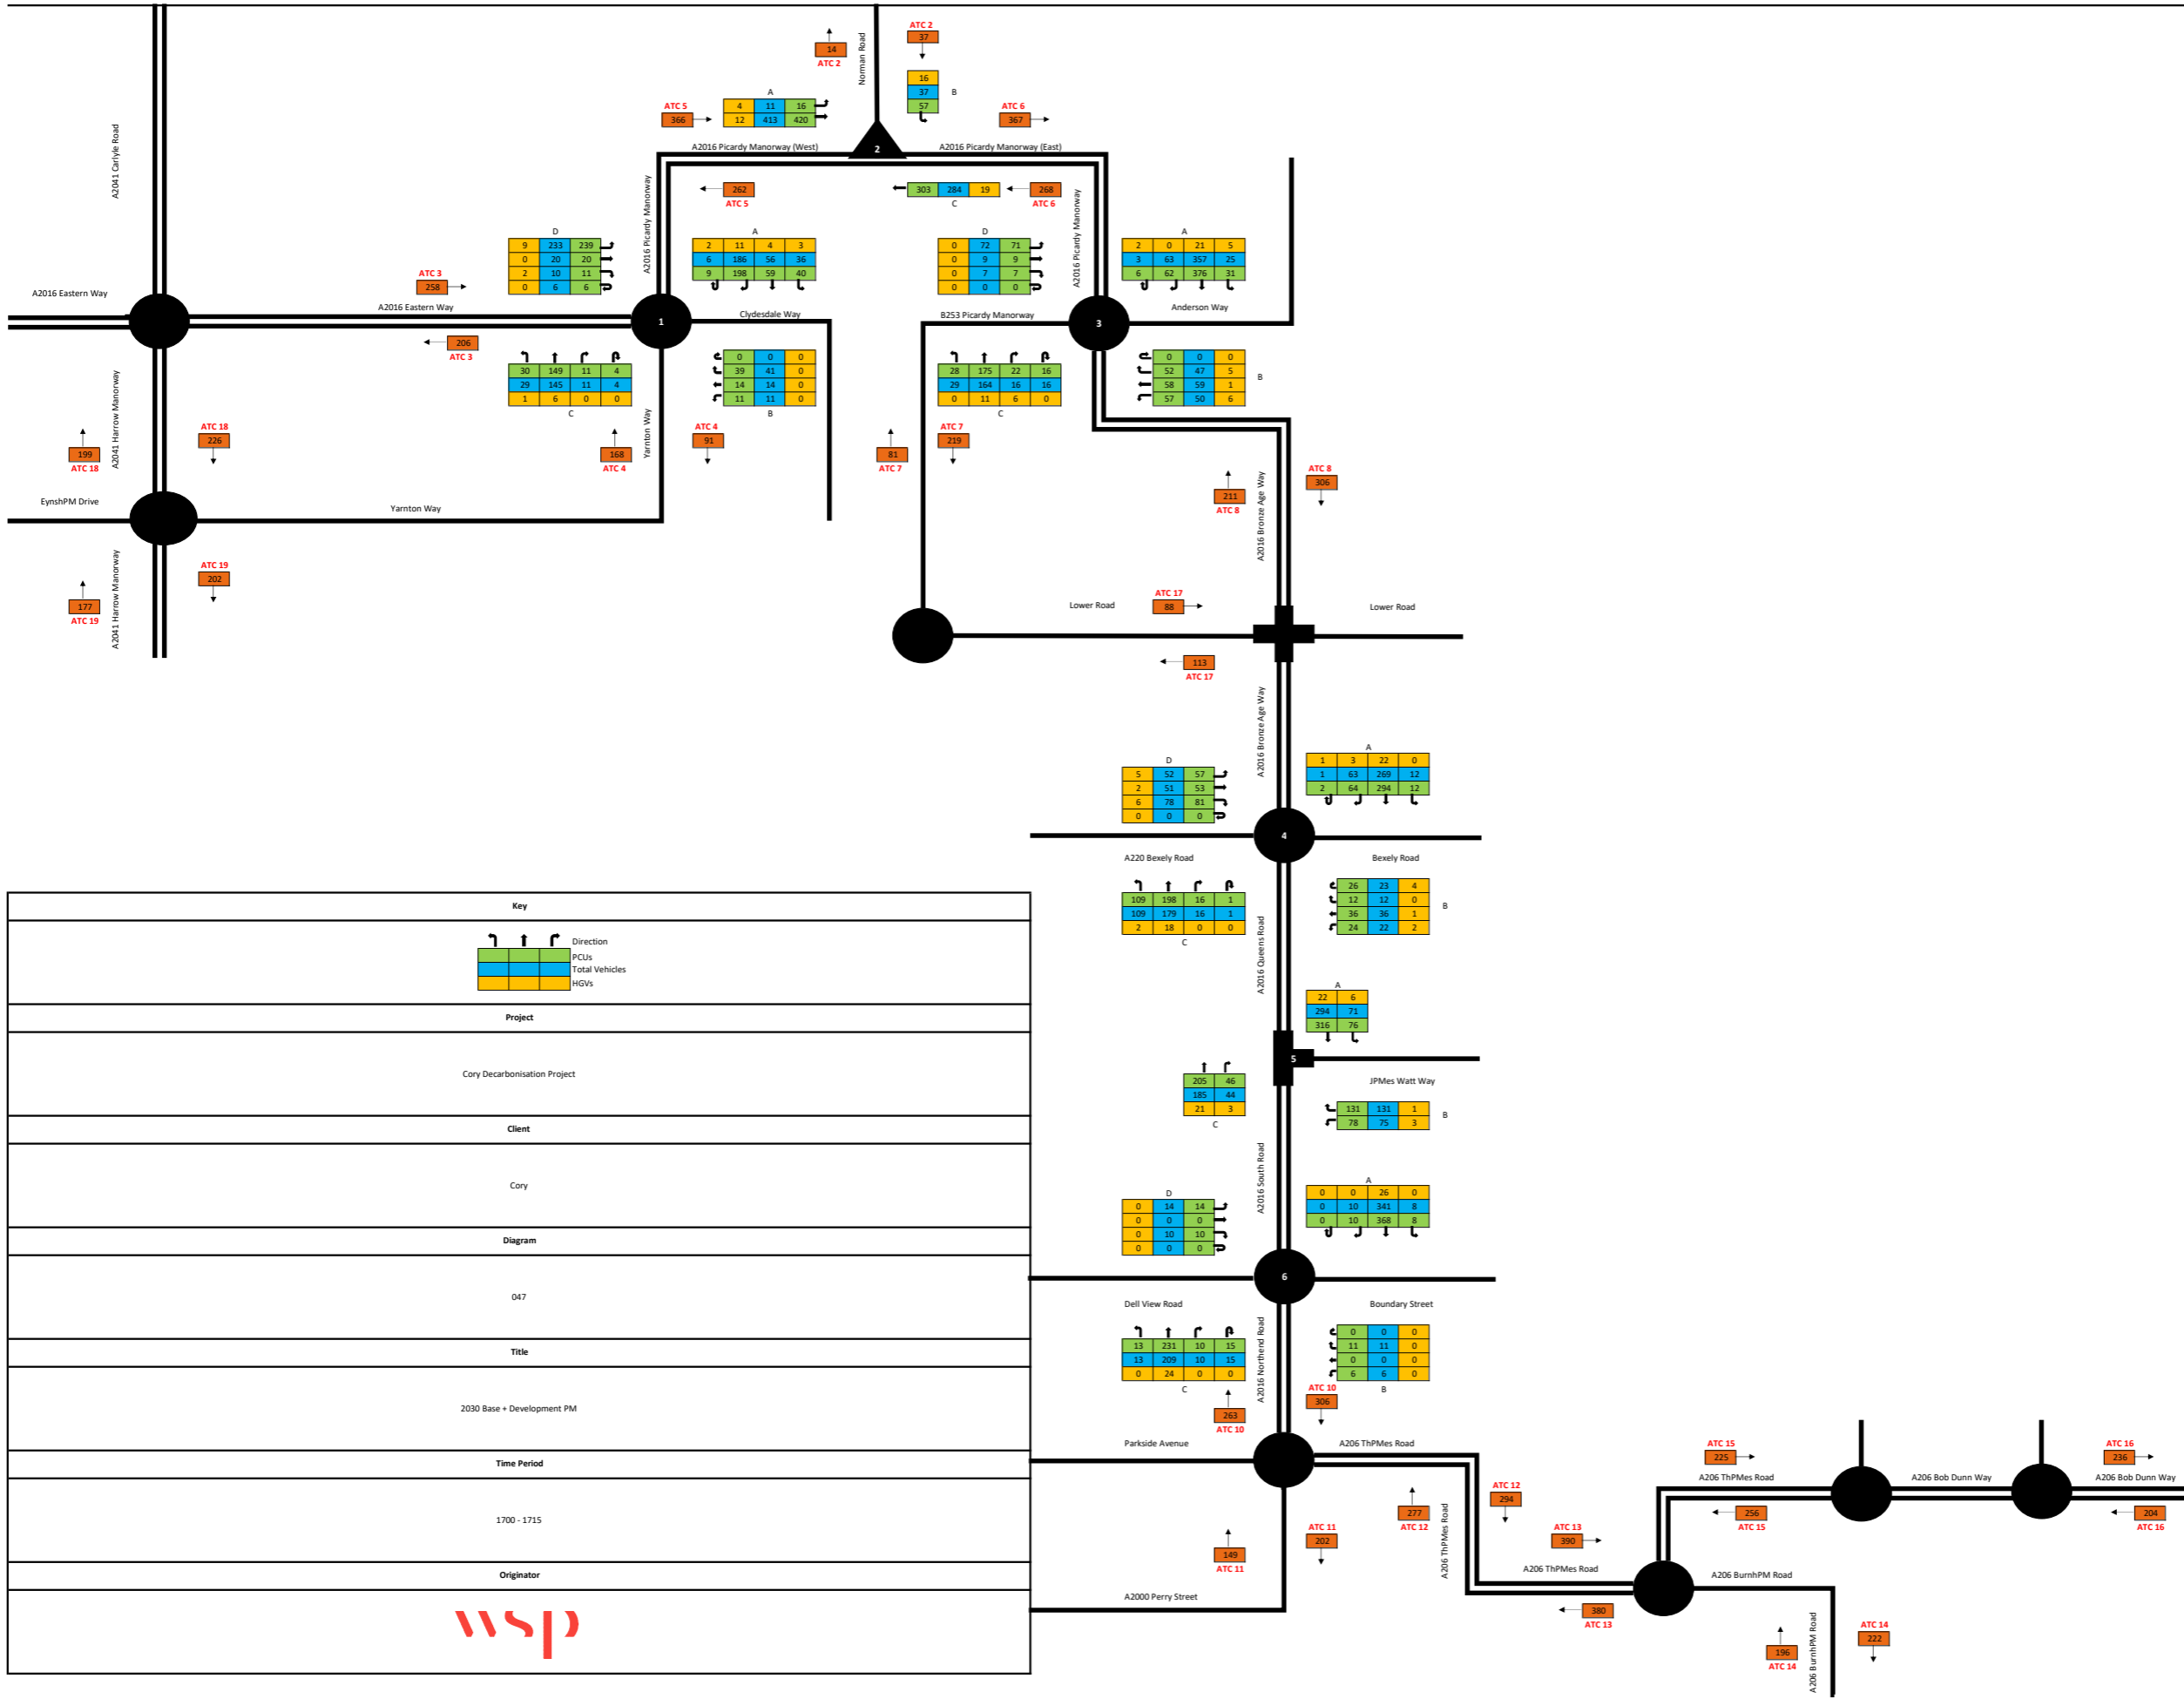 ATC 2
37
14
ATC 2
Norman Road
16
37
57
B
A
4 11 16
12 413 420
ATC 5
366
ATC 6
367
A2016 Picardy Manorway (West)
2
A2016 Picardy Manorway (East)
A2041 Carlyle Road
A2016 Picardy Manorway
262
ATC 5
303 284 19
C
268
ATC 6
A2016 Picardy Manorway
D
9 233 239
0 20 20
2 10 11
0 6 6
A
2 11 4 3
6 186 56 36
9 198 59 40
D
0 72 71
0 9 9
0 7 7
0 0 0
A
2 0 21 5
3 63 357 25
6 62 376 31
ATC 3
258
A2016 Eastern Way
A2016 Eastern Way
1
Clydesdale Way
B253 Picardy Manorway
3
Anderson Way
206
ATC 3
30 149 11 4
29 145 11 4
1 6 0 0
C
0 0 0
39 41 0
14 14 0
11 11 0
B
28 175 22 16
29 164 16 16
0 11 6 0
C
0 0 0
52 47 5
58 59 1
57 50 6
B
A2041 Harrow Manorway
199
ATC 18
ATC 18
226
168
ATC 4
Yarnton Way
ATC 4
91
81
ATC 7
ATC 7
219
211
ATC 8
A2016 Bronze Age Way
ATC 8
306
EynshPM Drive
Yarnton Way
177
ATC 19
A2041 Harrow Manorway
ATC 19
202
Lower Road
ATC 17
88
Lower Road
113
ATC 17
A2016 Bronze Age Way
D
5 52 57
2 51 53
6 78 81
0 0 0
A
1 3 22 0
1 63 269 12
2 64 294 12
4
A220 Bexely Road
Bexely Road
109 198 16 1
109 179 16 1
2 18 0 0
C
A2016 Queens Road
26 23 4
12 12 0
36 36 1
24 22 2
B
A
22 6
294 71
316 76
5
JPMes Watt Way
205 46
185 44
21 3
C
131 131 1
78 75 3
B
A2016 South Road
D
0 14 14
0 0 0
0 10 10
0 0 0
A
0 0 26 0
0 10 341 8
0 10 368 8
6
Dell View Road
Boundary Street
13 231 10 15
13 209 10 15
0 24 0 0
C
A2016 Northend Road
0 0 0
11 11 0
0 0 0
6 6 0
B
263
ATC 10
ATC 10
306
Parkside Avenue
A206 ThPMes Road
149
ATC 11
ATC 11
202
277
ATC 12
A206 ThPMes Road
ATC 12
294
ATC 13
390
A206 ThPMes Road
380
ATC 13
A2000 Perry Street
ATC 15
225
A206 ThPMes Road
256
ATC 15
A206 Bob Dunn Way
ATC 16
236
A206 Bob Dunn Way
204
ATC 16
A206 BurnhPM Road
196
ATC 14
A206 BurnhPM Road
ATC 14
222
Key
Direction
PCUs
Total Vehicles
HGVs
Project
Cory Decarbonisation Project
Client
Cory
Diagram
047
Title
2030 Base + Development PM
Time Period
1700 - 1715
Originator
wsp